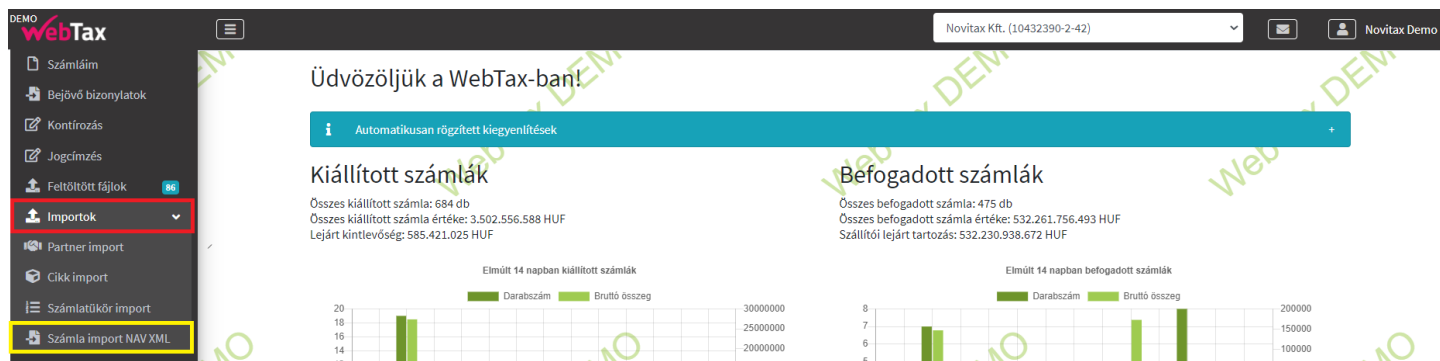 DEMO
WebTax
Novitax Kft. (10432390-2-42)
Novitax Demo
Számláim
Bejövő bizonylatok
Kontírozás
Jogcímzés
Feltöltött fájlok 86
Importok
Partner import
Cikk import
Számlatükör import
Számla import NAV XML
Üdvözöljük a WebTax-ban!
Automatikusan rögzített kiegyenlítések +
Kiállított számlák
Összes kiállított számla: 684 db
Összes kiállított számla értéke: 3.502.556.588 HUF
Lejárt kintlevőség: 585.421.025 HUF
Elmúlt 14 napban kiállított számlák
Darabszám Bruttó összeg
20 30000000
18
25000000
16
20000000
14
Befogadott számlák
Összes befogadott számla: 475 db
Összes befogadott számla értéke: 532.261.756.493 HUF
Szállítói lejárt tartozás: 532.230.938.672 HUF
Elmúlt 14 napban befogadott számlák
Darabszám Bruttó összeg
8 200000
7
150000
6
100000